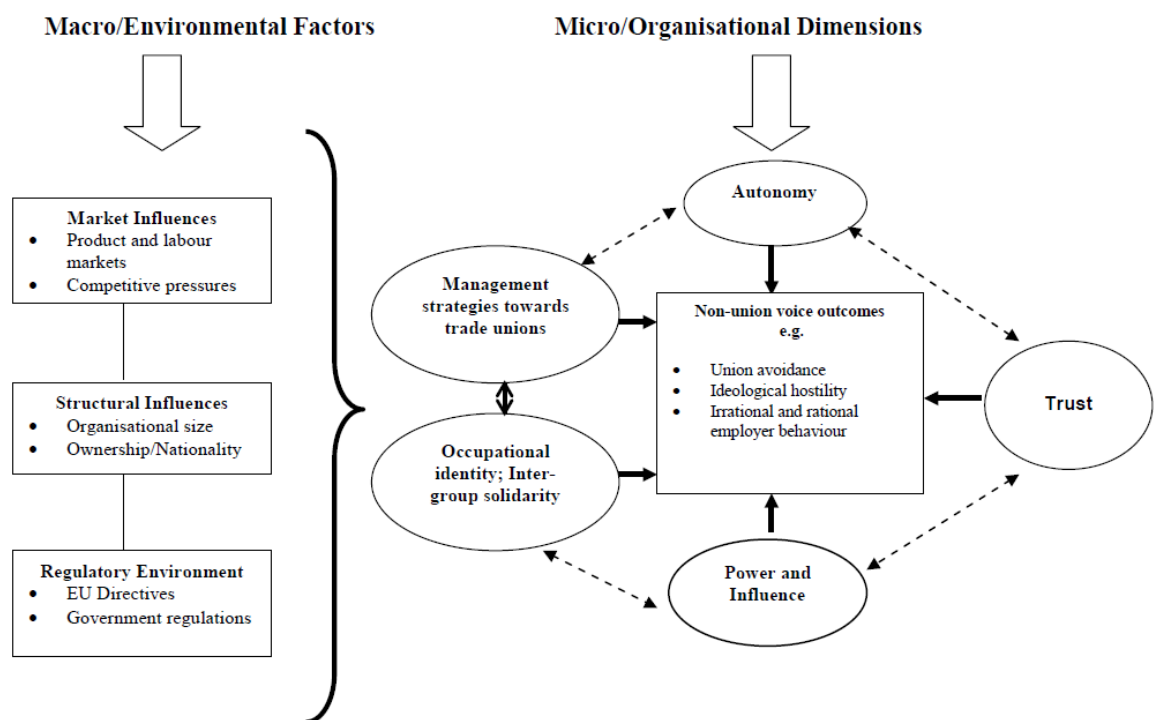 Macro/Environmental Factors
Micro/Organisational Dimensions
Market Influences
• Product and labour
markets
• Competitive pressures
Structural Influences
• Organisational size
• Ownership/Nationality
Regulatory Environment
• EU Directives
• Government regulations
Autonomy
Management
strategies towards
trade unions
Occupational
identity; Inter-
group solidarity
Non-union voice outcomes
e.g.
• Union avoidance
• Ideological hostility
• Irrational and rational
employer behaviour
Trust
Power and
Influence